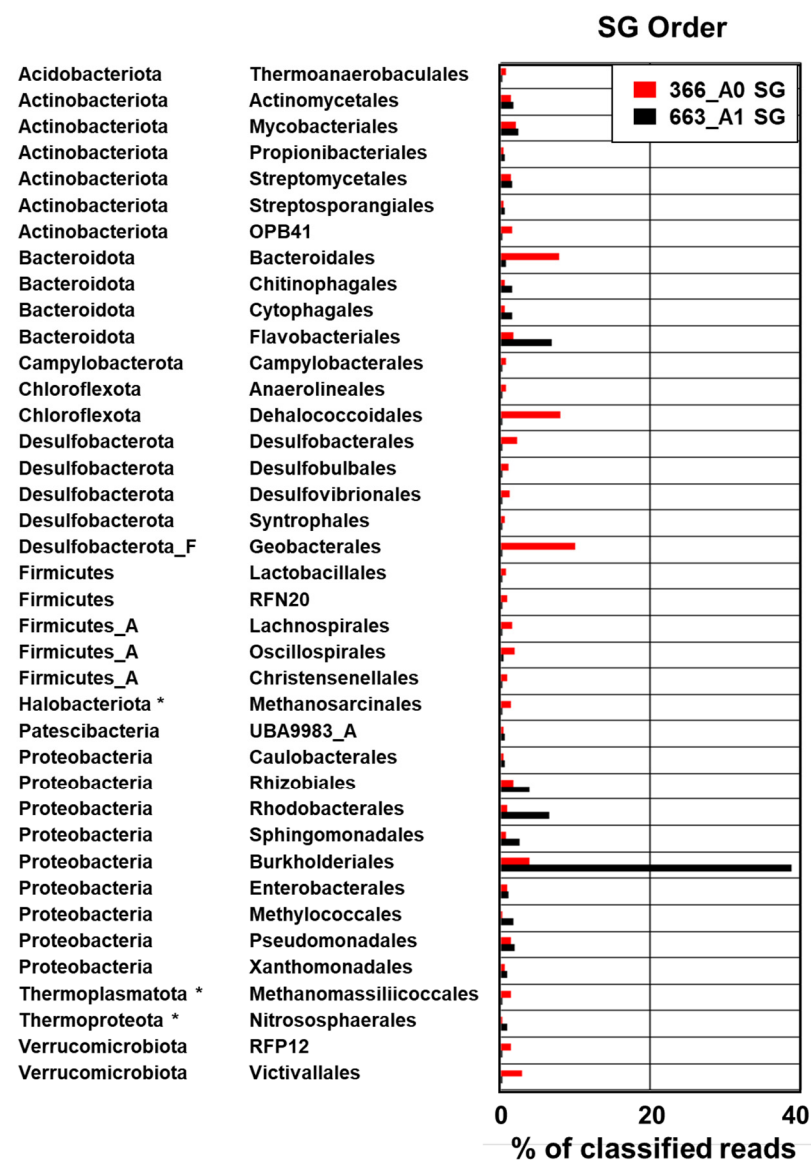 SG Order
366_A0 SG
663_A1 SG
Acidobacteriota Thermoanaerobaculales
Actinobacteriota Actinomycetales
Actinobacteriota Mycobacteriales
Actinobacteriota Propionibacteriales
Actinobacteriota Streptomycetales
Actinobacteriota Streptosporangiales
Actinobacteriota OPB41
Bacteroidota Bacteroidales
Bacteroidota Chitinophagales
Bacteroidota Cytophagales
Bacteroidota Flavobacteriales
Campylobacterota Campylobacterales
Chloroflexota Anaerolineales
Chloroflexota Dehalococcoidales
Desulfobacterota Desulfobacterales
Desulfobacterota Desulfobulbales
Desulfobacterota Desulfovibrionales
Desulfobacterota Syntrophales
Desulfobacterota_F Geobacterales
Firmicutes Lactobacillales
Firmicutes RFN20
Firmicutes_A Lachnospirales
Firmicutes_A Oscillospirales
Firmicutes_A Christensenellales
Halobacteriota * Methanosarcinales
Patescibacteria UBA9983_A
Proteobacteria Caulobacterales
Proteobacteria Rhizobiales
Proteobacteria Rhodobacterales
Proteobacteria Sphingomonadales
Proteobacteria Burkholderiales
Proteobacteria Enterobacterales
Proteobacteria Methylococcales
Proteobacteria Pseudomonadales
Proteobacteria Xanthomonadales
Thermoplasmatota * Methanomassiliicoccales
Thermoproteota * Nitrososphaerales
Verrucomicrobiota RFP12
Verrucomicrobiota Victivallales
0 20 40
% of classified reads